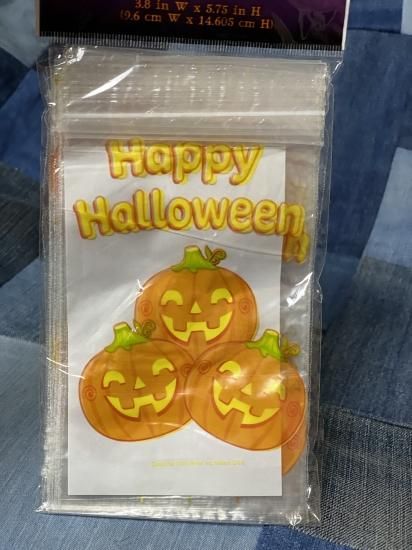 3.8 in W x 5.75 in H
(9.6 cm W x 14.605 cm H)
Happy
Halloween